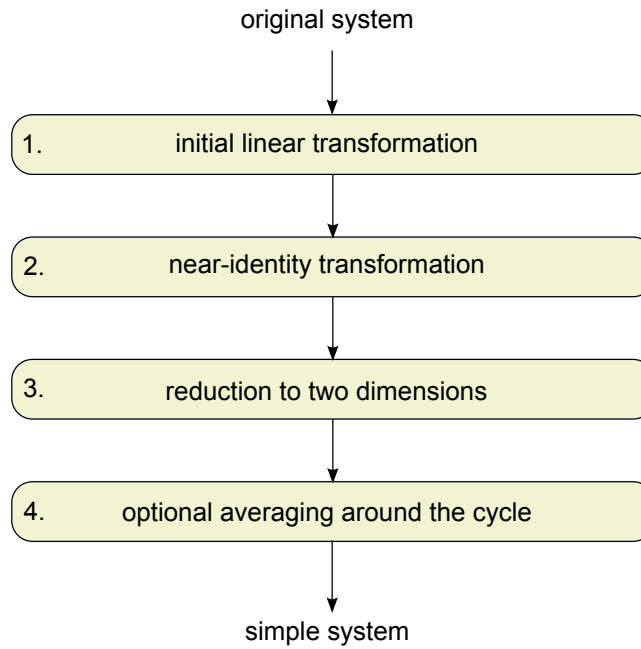 original system
1. initial linear transformation
2. near-identity transformation
3. reduction to two dimensions
4. optional averaging around the cycle
simple system